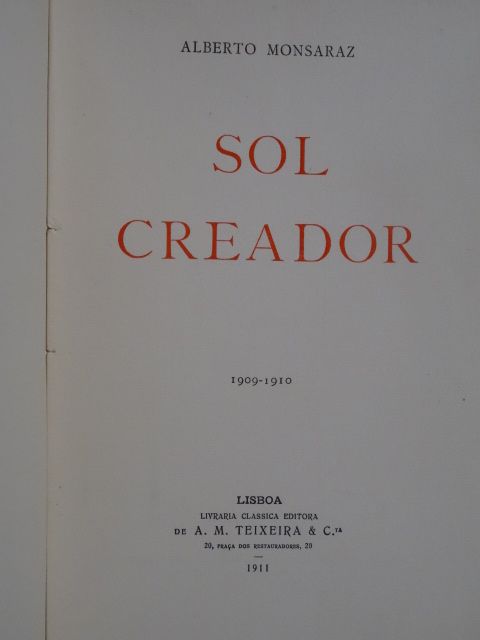 ALBERTO MONSARAZ
SOL
CREADOR
1909-1910
LISBOA
LIVRARIA CLASSICA EDITORA
DE A. M. TEIXEIRA & C.ᵀᴬ
20, PRAÇA DOS RESTAURADORES, 20
1911